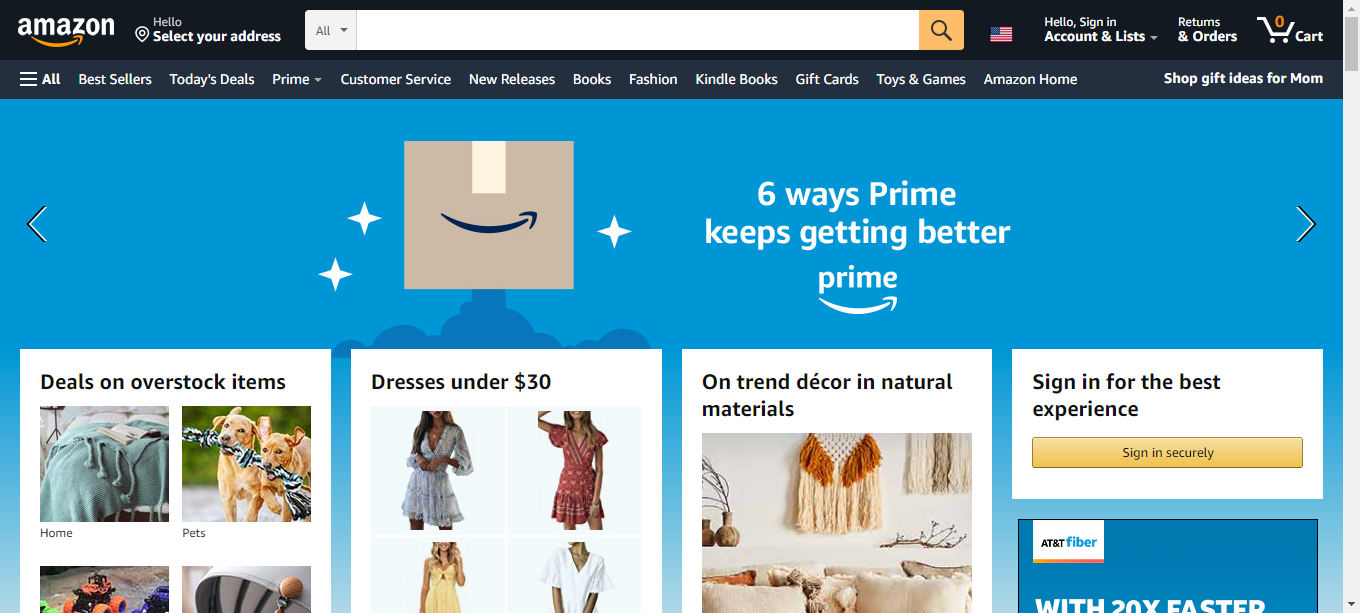 amazon
Hello
Select your address
All
Hello, Sign in
Account & Lists
Returns
& Orders
0
Cart
All
Best Sellers
Today's Deals
Prime
Customer Service
New Releases
Books
Fashion
Kindle Books
Gift Cards
Toys & Games
Amazon Home
Shop gift ideas for Mom
6 ways Prime
keeps getting better
prime
Deals on overstock items
Home
Pets
Dresses under $30
On trend décor in natural
materials
Sign in for the best
experience
Sign in securely
AT&T fiber
WITH 20X FASTER